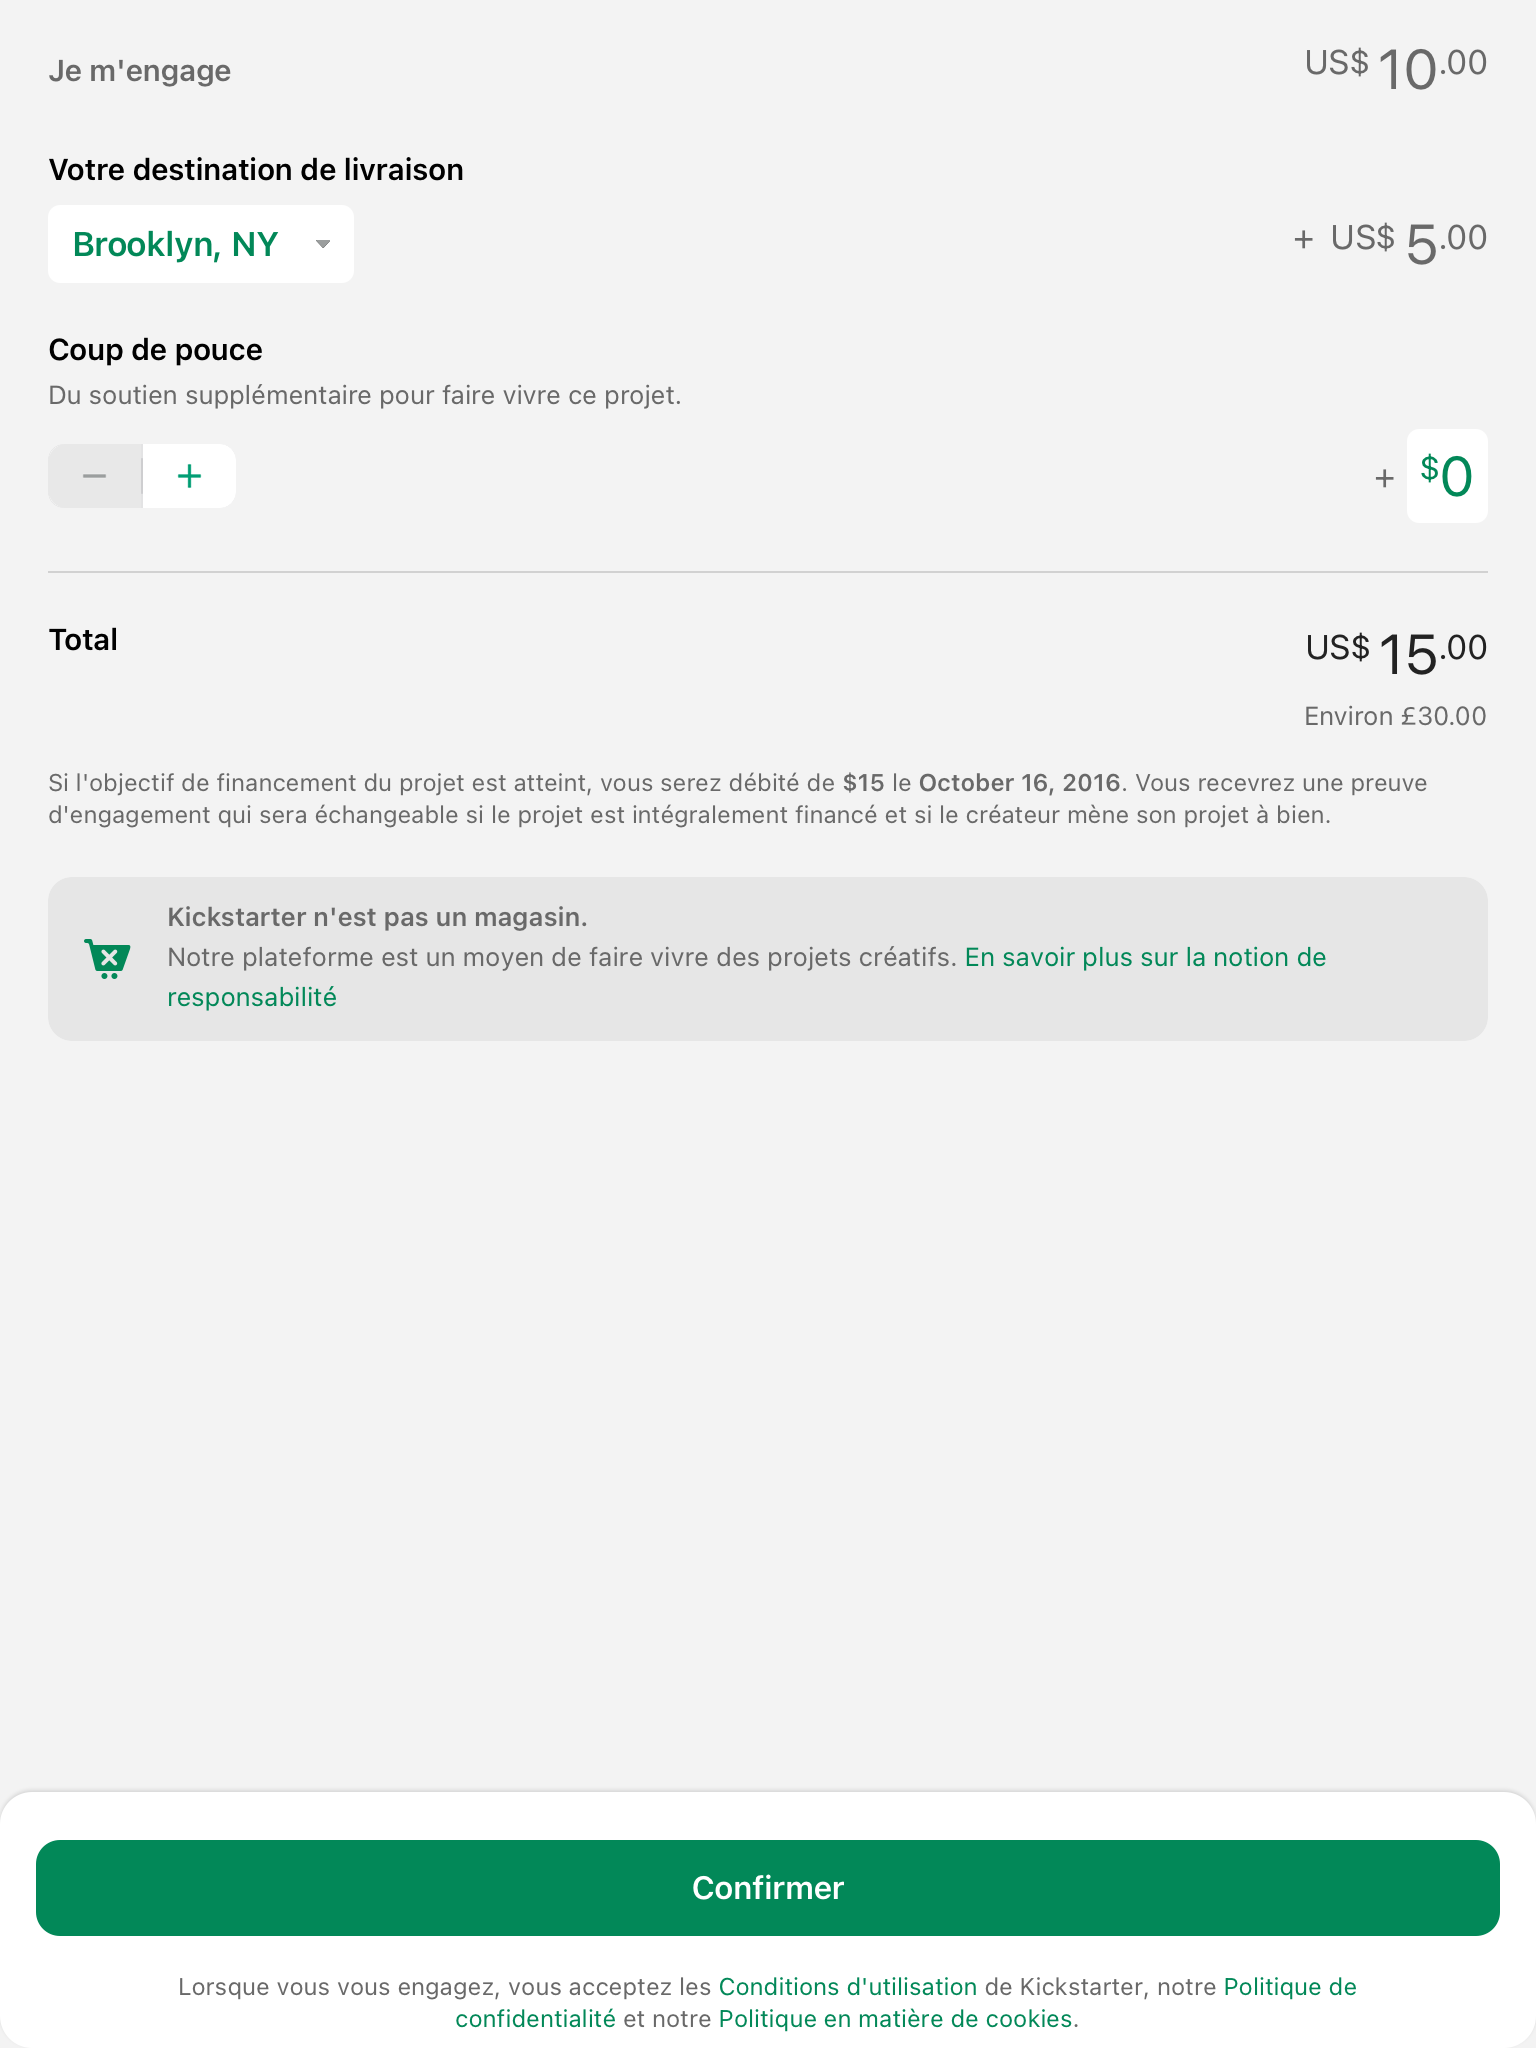 Je m'engage
US$ 10.00
Votre destination de livraison
Brooklyn, NY
+ US$ 5.00
Coup de pouce
Du soutien supplémentaire pour faire vivre ce projet.
− +
+ $0
Total
US$ 15.00
Environ £30.00
Si l'objectif de financement du projet est atteint, vous serez débité de $15 le October 16, 2016. Vous recevrez une preuve
d'engagement qui sera échangeable si le projet est intégralement financé et si le créateur mène son projet à bien.
Kickstarter n'est pas un magasin.
Notre plateforme est un moyen de faire vivre des projets créatifs. En savoir plus sur la notion de
responsabilité
Confirmer
Lorsque vous vous engagez, vous acceptez les Conditions d'utilisation de Kickstarter, notre Politique de
confidentialité et notre Politique en matière de cookies.